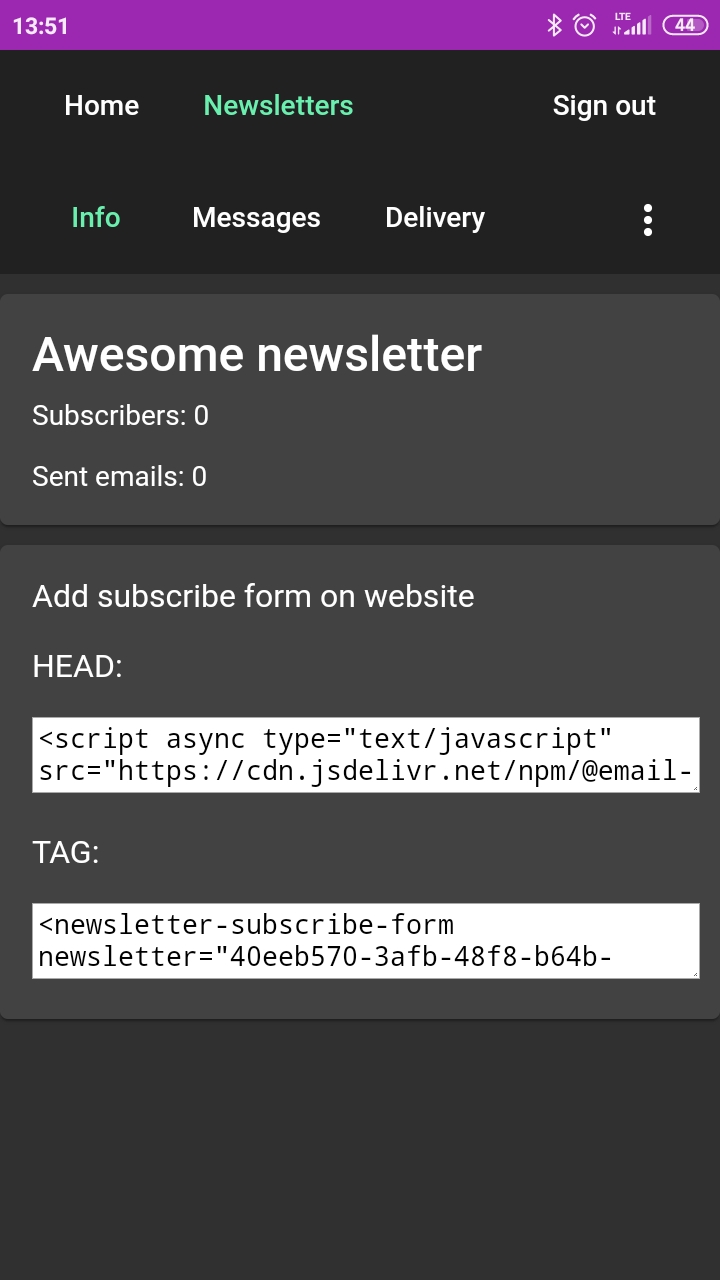 13:51 LTE 44
Home Newsletters Sign out
Info Messages Delivery
Awesome newsletter
Subscribers: 0
Sent emails: 0
Add subscribe form on website
HEAD:
<script async type="text/javascript"
src="https://cdn.jsdelivr.net/npm/@email-
TAG:
<newsletter-subscribe-form
newsletter="40eeb570-3afb-48f8-b64b-